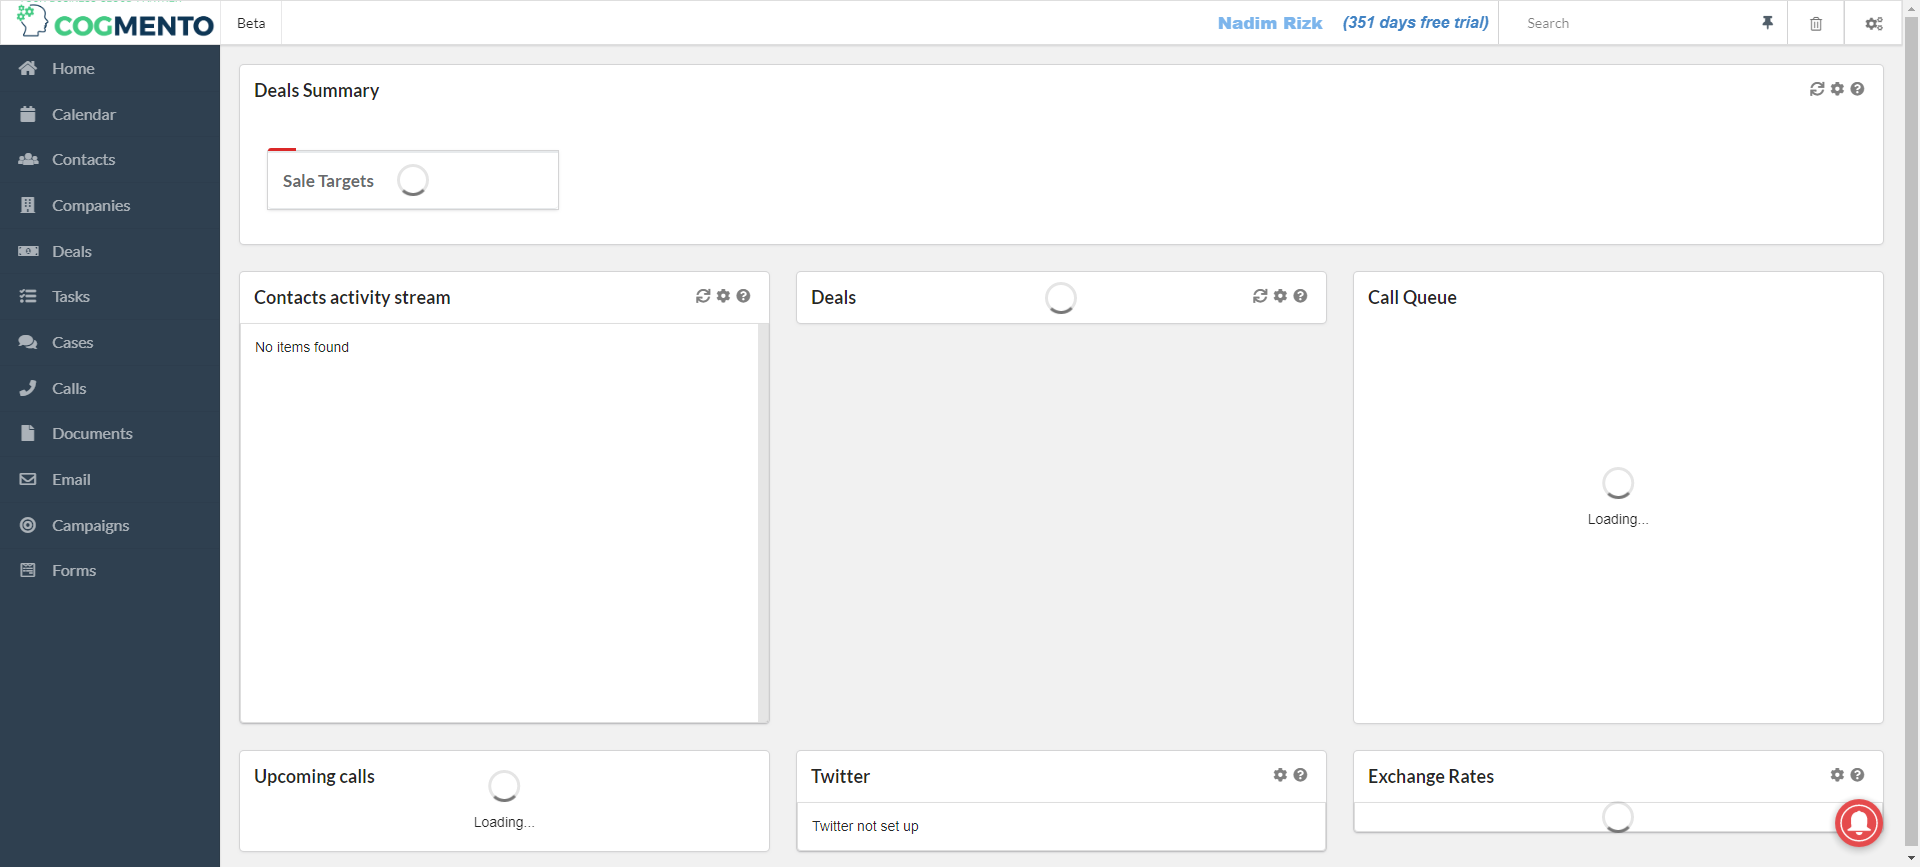 COGMENTO
Beta
Nadim Rizk
(351 days free trial)
Search
Home
Calendar
Contacts
Companies
Deals
Tasks
Cases
Calls
Documents
Email
Campaigns
Forms
Deals Summary
Sale Targets
Contacts activity stream
No items found
Deals
Call Queue
Loading...
Upcoming calls
Loading...
Twitter
Twitter not set up
Exchange Rates